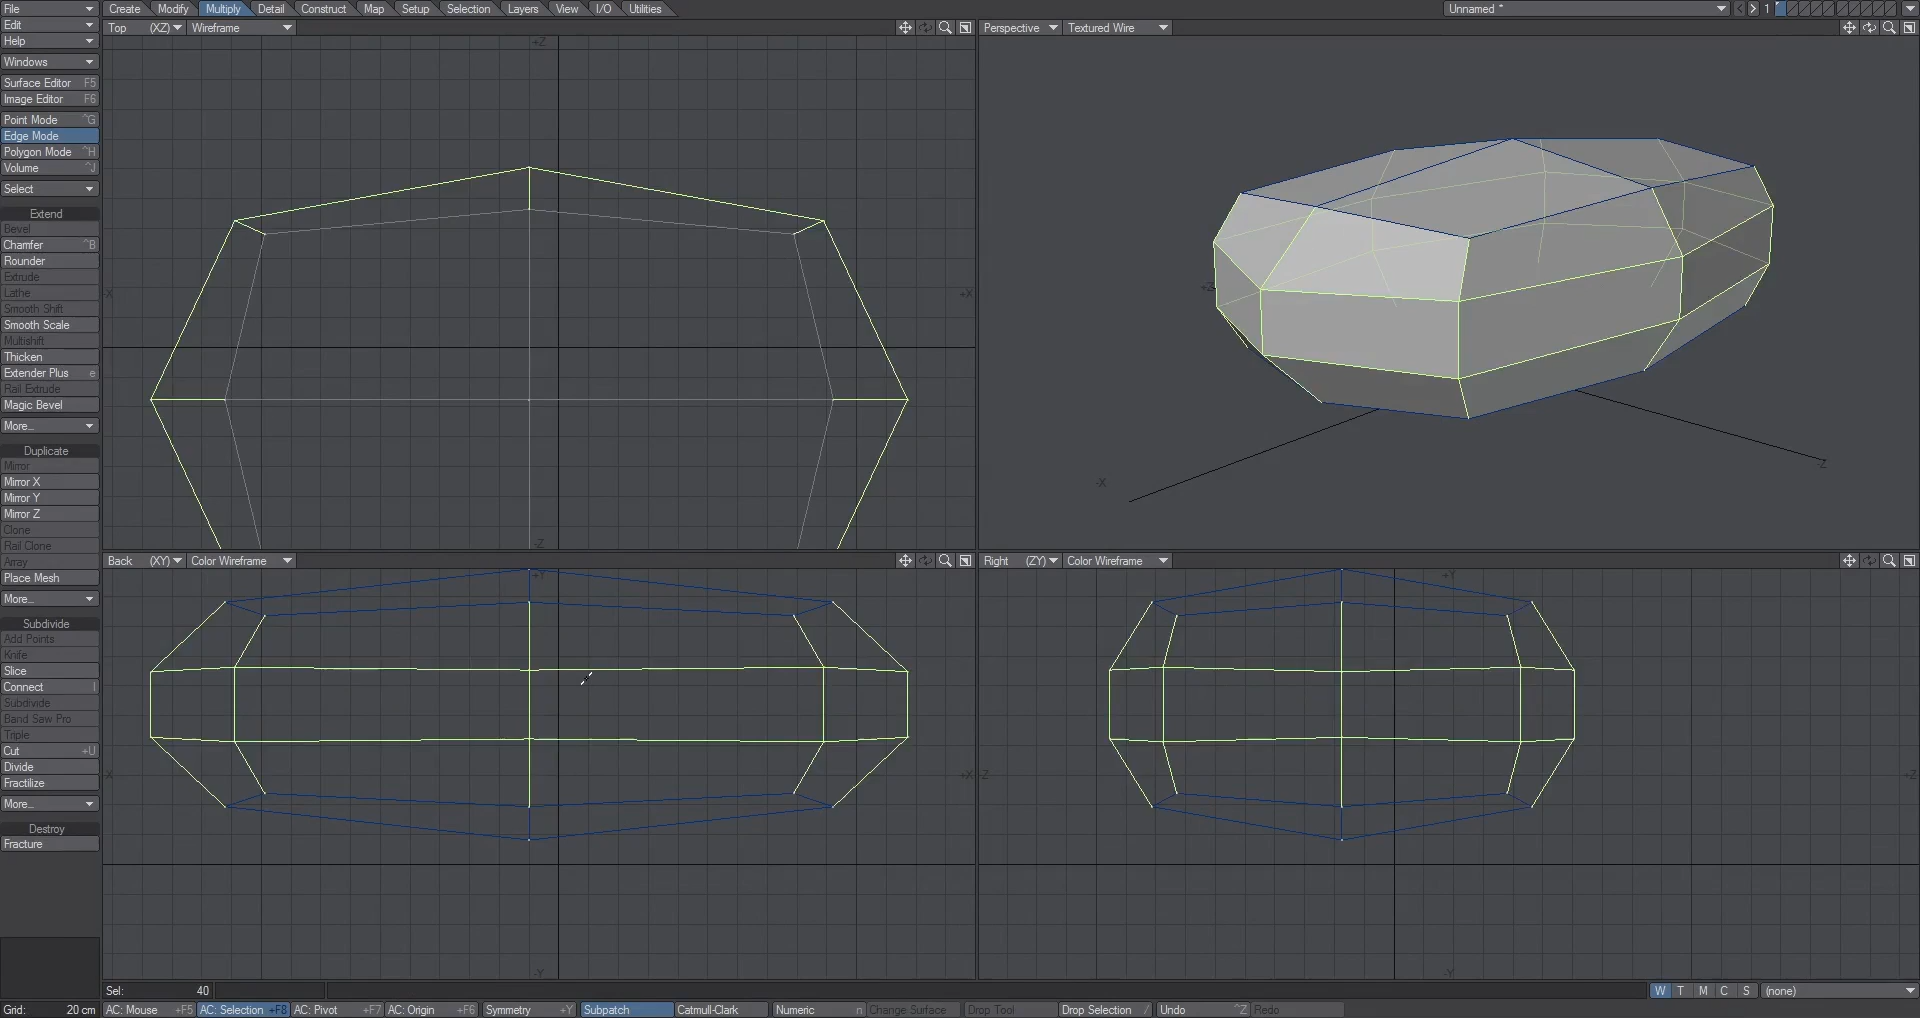 File
Create Modify Multiply Detail Construct Map Setup Selection Layers View I/O Utilities
Unnamed *
< > 1
Edit
Help
Windows
Surface Editor F5
Image Editor F6
Point Mode ^G
Edge Mode
Polygon Mode ^H
Volume ^J
Select
Extend
Bevel
Chamfer ^B
Rounder
Extrude
Lathe
Smooth Shift
Smooth Scale
Multishift
Thicken
Extender Plus e
Rail Extrude
Magic Bevel
More...
Duplicate
Mirror
Mirror X
Mirror Y
Mirror Z
Clone
Rail Clone
Array
Place Mesh
More...
Subdivide
Add Points
Knife
Slice
Connect l
Subdivide
Band Saw Pro
Triple
Cut +U
Divide
Fractilize
More...
Destroy
Fracture
Top (XZ) Wireframe
+Z
-X
+X
-Z
Perspective Textured Wire
+Z
-X
-Z
Back (XY) Color Wireframe
+Y
-X
+X
-Y
Right (ZY) Color Wireframe
+Y
-Z
+Z
-Y
Sel: 40
W T M C S (none)
Grid: 20 cm AC: Mouse +F5 AC: Selection +F8 AC: Pivot +F7 AC: Origin +F6 Symmetry +Y Subpatch Catmull-Clark Numeric n Change Surface Drop Tool Drop Selection / Undo ^Z Redo